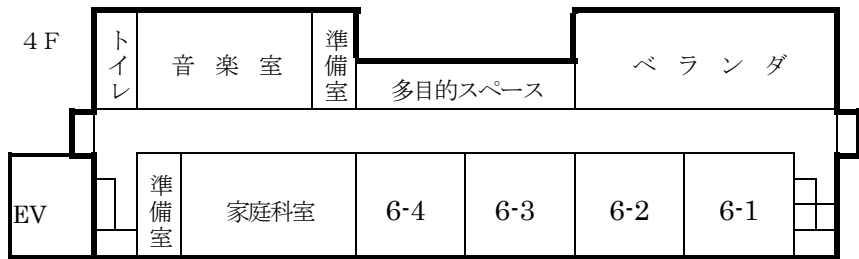 ４Ｆ
トイレ
音楽室
準備室
多目的スペース
ベランダ
EV
準備室
家庭科室
6-4
6-3
6-2
6-1